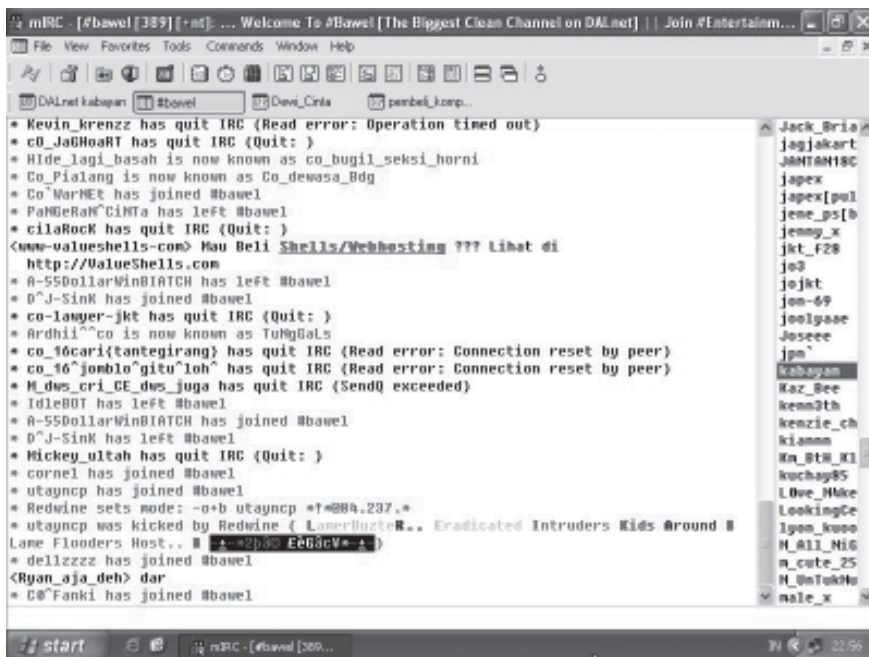 mIRC - [#bawel [389] [+nt]: .... Welcome To #Bawel [The Biggest Clean Channel on DALnet] || Join #Entertainm...
File View Favorites Tools Commands Window Help
DALnet kabayan #bawel Dewi_Cinta pembeli_komp...
* Kevin_krenzz has quit IRC (Read error: Operation timed out)
* cO_JaGHoaRT has quit IRC (Quit: )
* HIde_lagi_basah is now known as co_bugil_seksi_horni
* Co_Pialang is now known as Co_dewasa_Bdg
* Co`WarNEt has joined #bawel
* PaNGeRaN^CiNTa has left #bawel
* cilaRocK has quit IRC (Quit: )
<www-valueshells-com> Mau Beli Shells/Webhosting ??? Lihat di
http://ValueShells.com
* A-55DollarWinBIATCH has left #bawel
* D^J-SinK has joined #bawel
* co-lawyer-jkt has quit IRC (Quit: )
* Ardhii^^co is now known as TuNgGaLs
* co_16cari{tantegirang} has quit IRC (Read error: Connection reset by peer)
* co_16^jomblo^gitu^loh^ has quit IRC (Read error: Connection reset by peer)
* M_dws_cri_CE_dws_juga has quit IRC (SendQ exceeded)
* IdleBOT has left #bawel
* A-55DollarWinBIATCH has joined #bawel
* D^J-SinK has left #bawel
* Mickey_ultah has quit IRC (Quit: )
* cornel has joined #bawel
* utayncp has joined #bawel
* Redwine sets mode: -o+b utayncp *!*@84.237.*
* utayncp was kicked by Redwine ( LamerBuzteR.. Eradicated Intruders Kids Around
Lame Flooders Host..
* dellzzzz has joined #bawel
<Ryan_aja_deh> dar
* C@^Fanki has joined #bawel
Jack_Bria
jagjakart
JANTAN18C
japex
japex[pul
jene_ps[b
jenny_x
jkt_F28
jo3
jojkt
jon-69
joolyaae
Joseee
jpn`
kabayan
Kaz_Bee
kenn3th
kenzie_ch
kiannn
Km_BtH_Kl
kuchay85
LookingCe
m_cute_25
male_x
start mIRC - [#bawel [389... IN 22:56